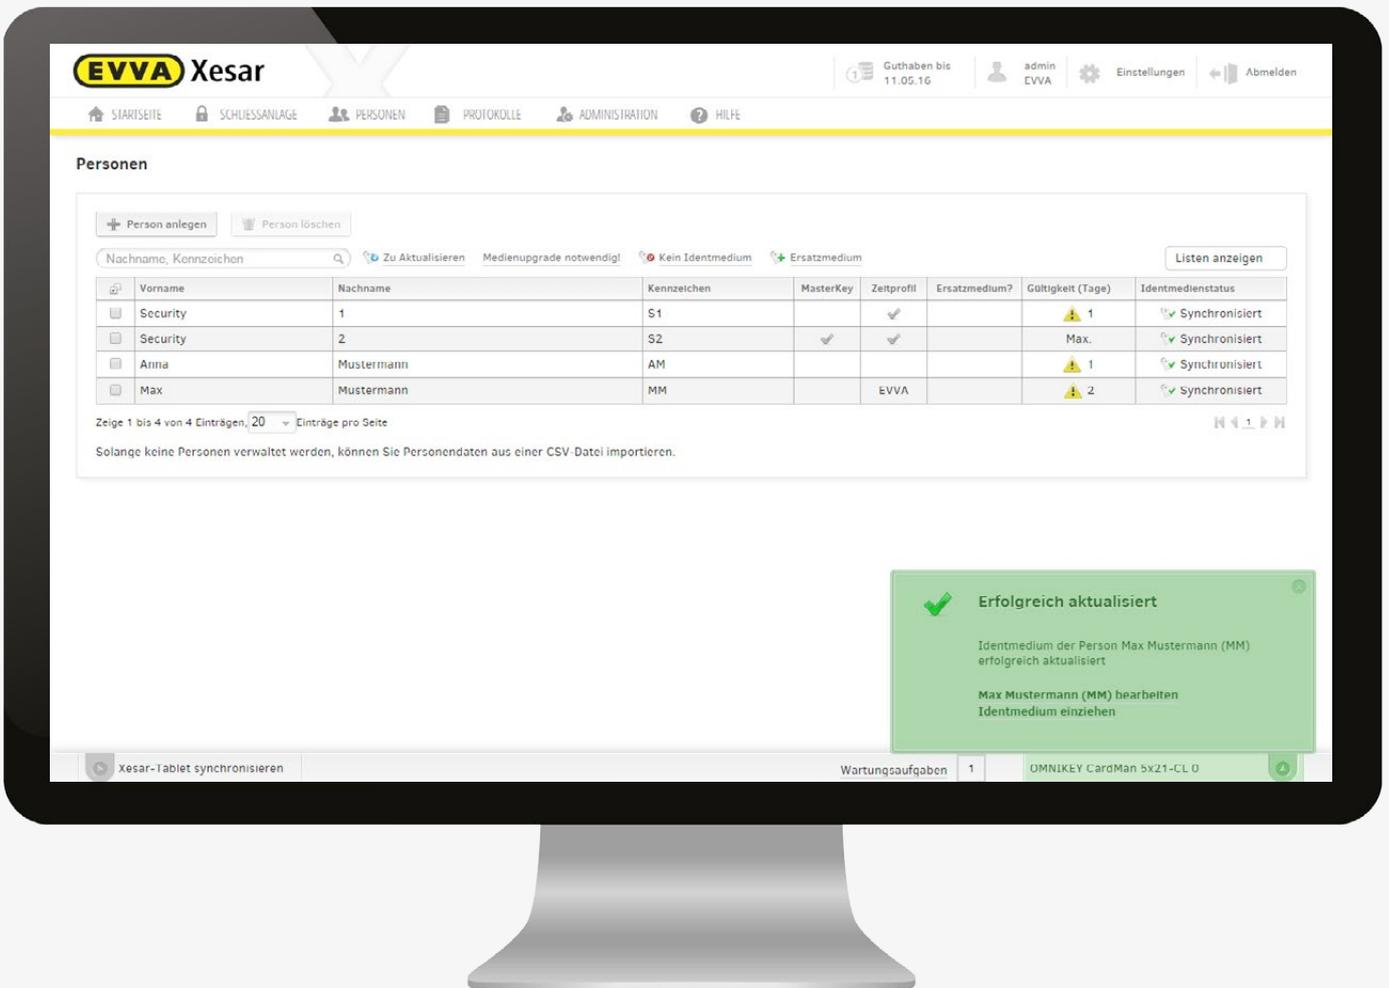 EVVA Xesar
Guthaben bis
11.05.16
admin
EVVA
Einstellungen
Abmelden
STARTSEITE SCHLIESSANLAGE PERSONEN PROTOKOLLE ADMINISTRATION HILFE
Personen
Person anlegen Person löschen
Nachname, Kennzeichen Zu Aktualisieren Medienupgrade notwendig! Kein Identmedium Ersatzmedium Listen anzeigen
Vorname Nachname Kennzeichen MasterKey Zeitprofil Ersatzmedium? Gültigkeit (Tage) Identmedienstatus
Security 1 S1 1 Synchronisiert
Security 2 S2 Max. Synchronisiert
Anna Mustermann AM 1 Synchronisiert
Max Mustermann MM EVVA 2 Synchronisiert
Zeige 1 bis 4 von 4 Einträgen, 20 Einträge pro Seite 1
Solange keine Personen verwaltet werden, können Sie Personendaten aus einer CSV-Datei importieren.
Erfolgreich aktualisiert
Identmedium der Person Max Mustermann (MM)
erfolgreich aktualisiert
Max Mustermann (MM) bearbeiten
Identmedium einziehen
Xesar-Tablet synchronisieren Wartungsaufgaben 1 OMNIKEY CardMan 5x21-CL 0